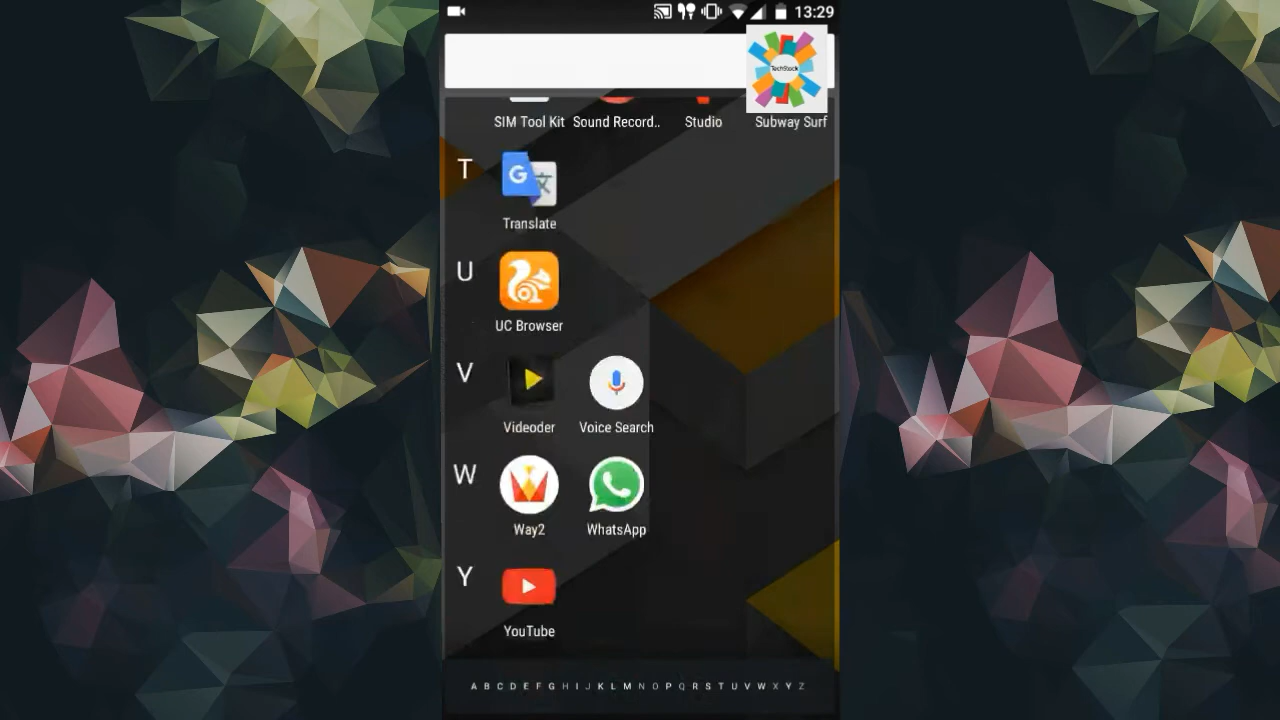 13:29
TechStock
SIM Tool Kit Sound Record.. Studio Subway Surf
T
Translate
U
UC Browser
V
Videoder Voice Search
W
Way2 WhatsApp
Y
YouTube
A B C D E F G H I J K L M N O P Q R S T U V W X Y Z